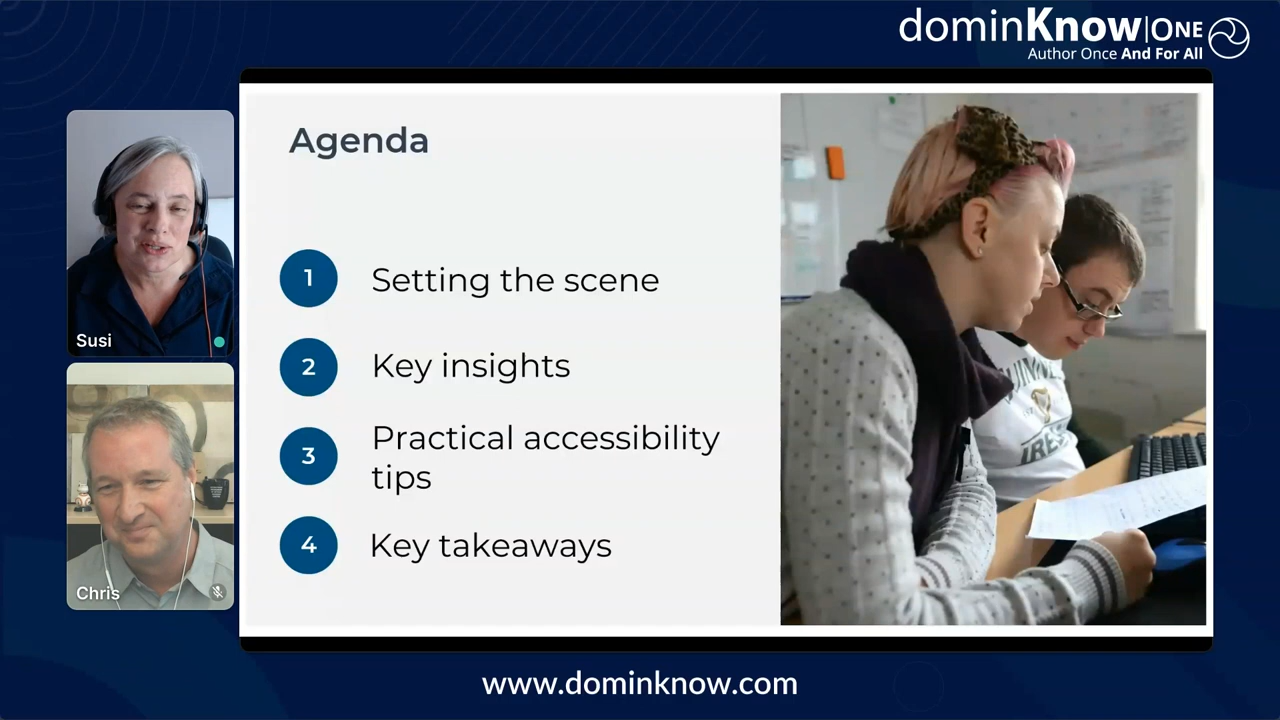 dominKnow|ONE
Author Once And For All
Agenda
1 Setting the scene
2 Key insights
3 Practical accessibility
tips
4 Key takeaways
Susi
Chris
www.dominknow.com